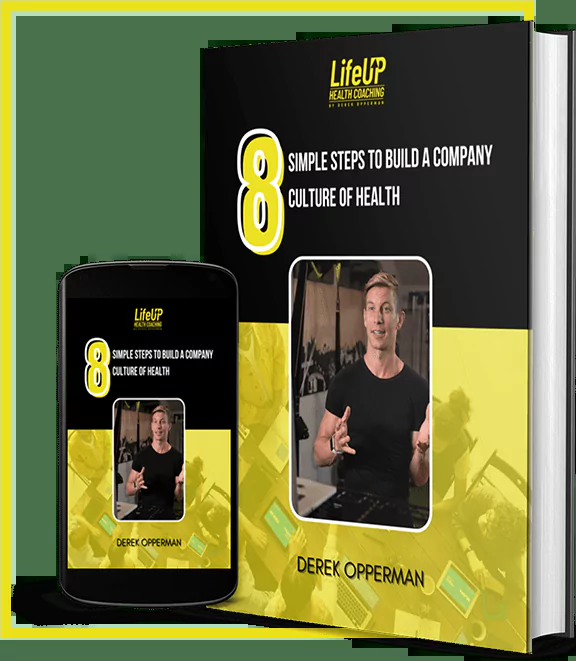 LifeUP
HEALTH COACHING
BY DEREK OPPERMAN
8
SIMPLE STEPS TO BUILD A COMPANY
CULTURE OF HEALTH
DEREK OPPERMAN
LifeUP
HEALTH COACHING
8
SIMPLE STEPS TO BUILD A COMPANY
CULTURE OF HEALTH
DEREK OPPERMAN